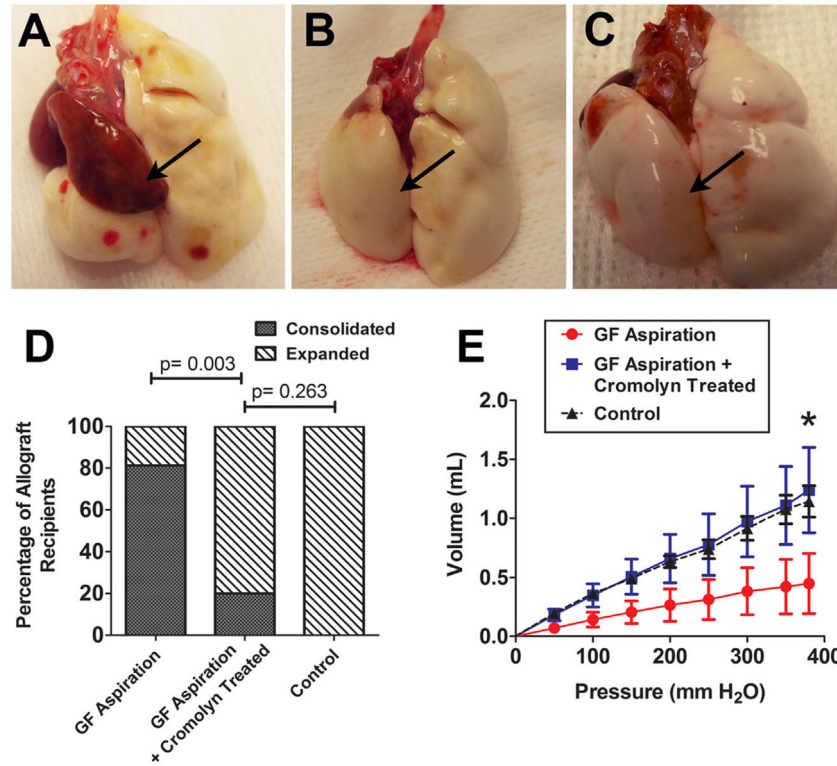 A
B
C
D
Consolidated
Expanded
p= 0.003
p= 0.263
Percentage of Allograft
Recipients
100
80
60
40
20
0
GF Aspiration
GF Aspiration
+ Cromolyn Treated
Control
E
GF Aspiration
GF Aspiration +
Cromolyn Treated
Control
*
Volume (mL)
2.0
1.5
1.0
0.5
0.0
0
100
200
300
400
Pressure (mm H₂O)